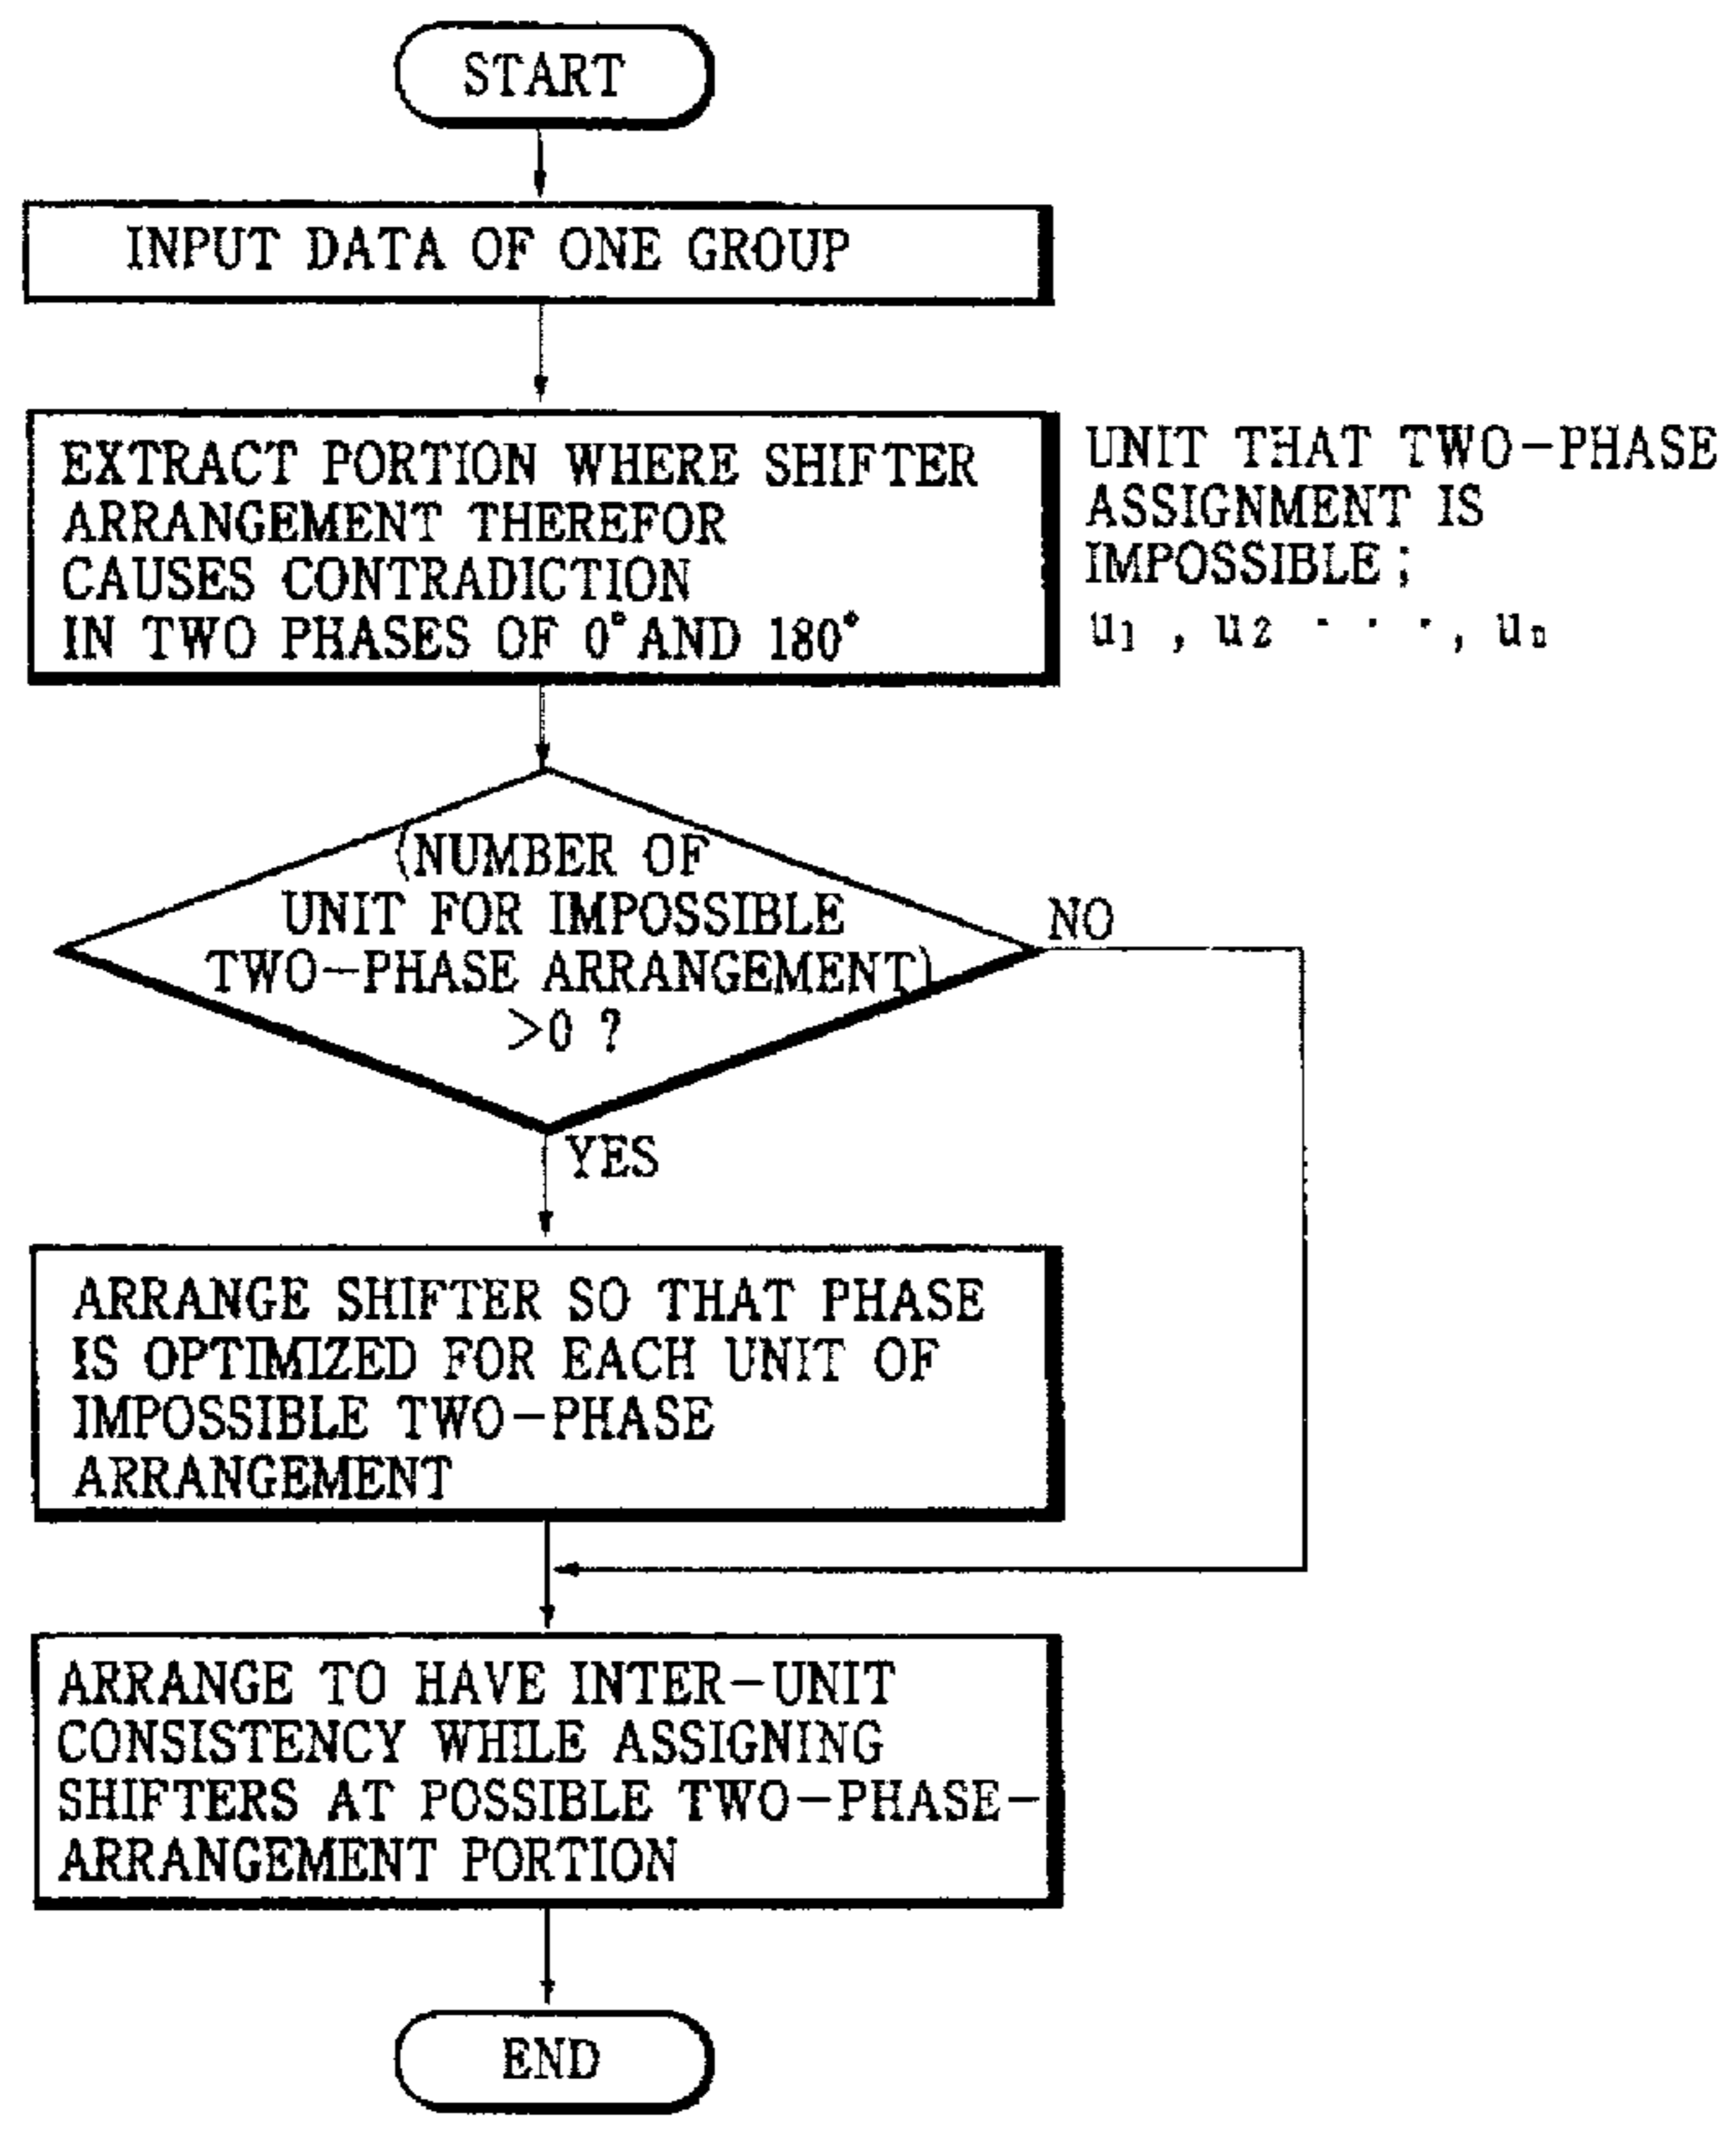 START
INPUT DATA OF ONE GROUP
EXTRACT PORTION WHERE SHIFTER
ARRANGEMENT THEREFOR
CAUSES CONTRADICTION
IN TWO PHASES OF 0° AND 180°
UNIT THAT TWO-PHASE
ASSIGNMENT IS
IMPOSSIBLE;
u₁ , u₂ · · ·, uₙ
(NUMBER OF
UNIT FOR IMPOSSIBLE
TWO-PHASE ARRANGEMENT)
>0 ?
NO
YES
ARRANGE SHIFTER SO THAT PHASE
IS OPTIMIZED FOR EACH UNIT OF
IMPOSSIBLE TWO-PHASE
ARRANGEMENT
ARRANGE TO HAVE INTER-UNIT
CONSISTENCY WHILE ASSIGNING
SHIFTERS AT POSSIBLE TWO-PHASE-
ARRANGEMENT PORTION
END